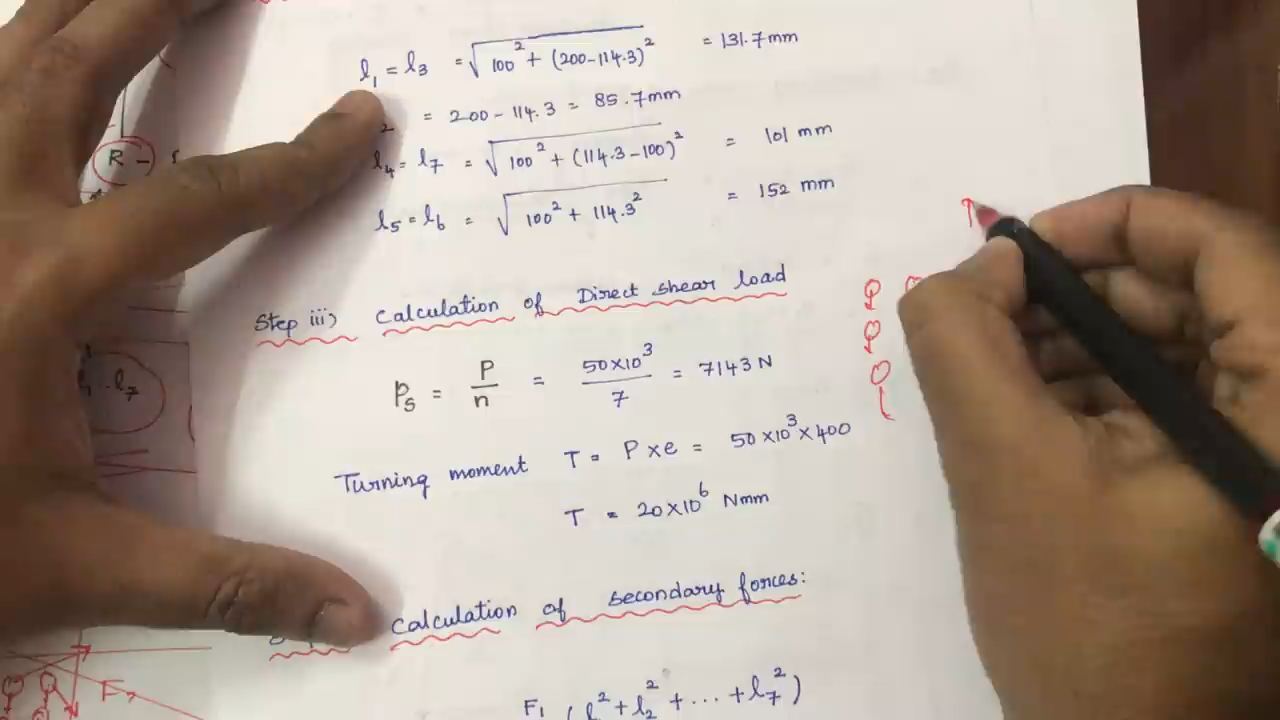 l₁ = l₃ = √100² + (200-114.3)² = 131.7 mm
2 = 200 - 114.3 = 85.7 mm
l₄ = l₇ = √100² + (114.3-100)² = 101 mm
l₅ = l₆ = √100² + 114.3² = 152 mm
R -
Step iii) Calculation of Direct shear load
l₇
Ps = P/n = 50×10³/7 = 7143 N
Turning moment T = P×e = 50×10³×400
T = 20×10⁶ Nmm
Calculation of secondary forces:
F
F₁ (l₁²+l₂²+...+l₇²)